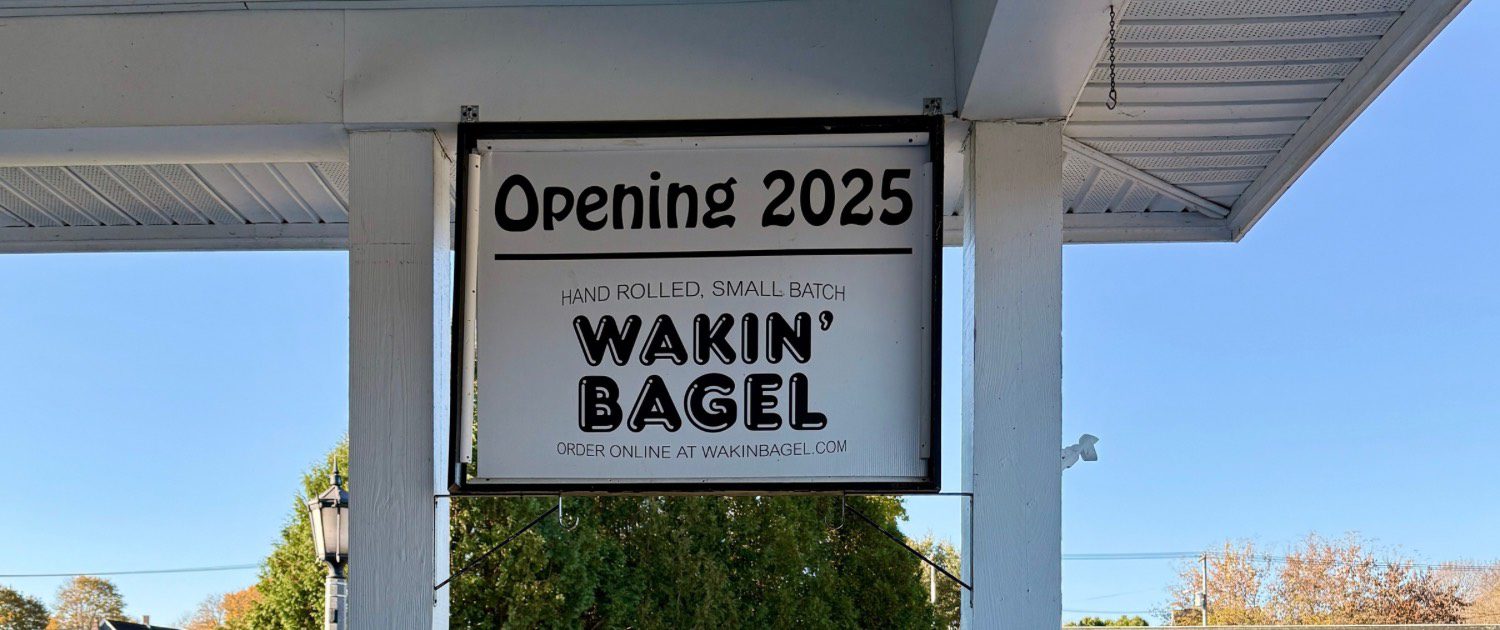 Opening 2025
HAND ROLLED, SMALL BATCH
WAKIN'
BAGEL
ORDER ONLINE AT WAKINBAGEL.COM